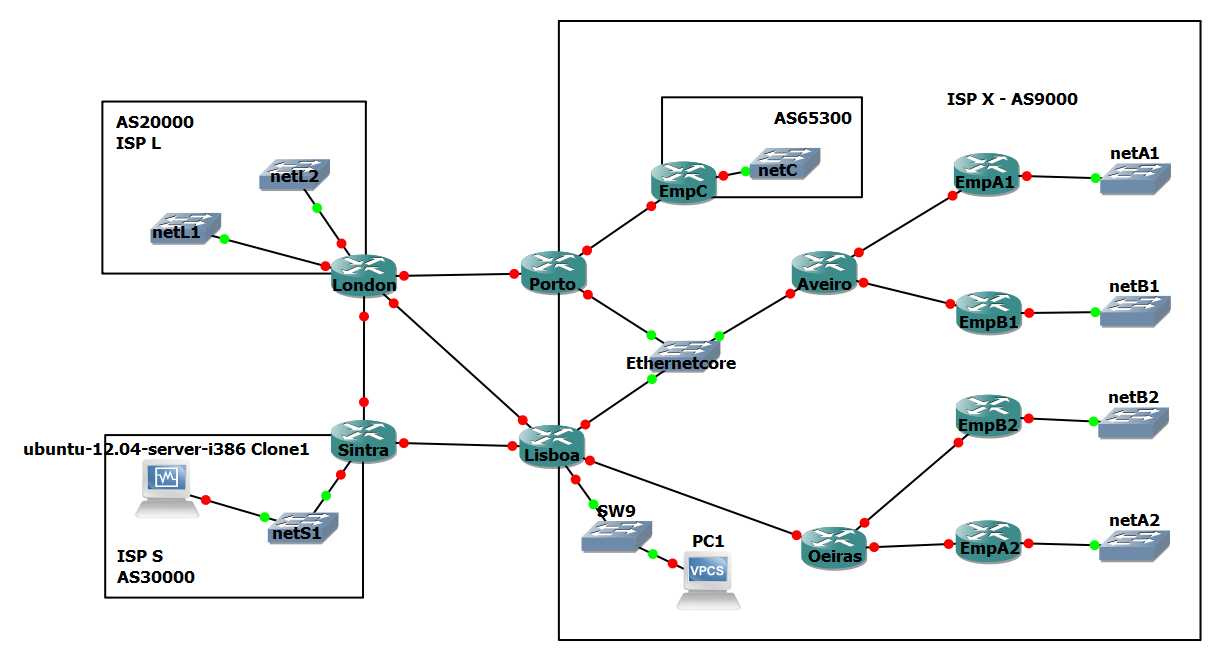 ISP X - AS9000
AS20000
ISP L
AS65300
netL2
netC
netA1
EmpC
EmpA1
netL1
London
Porto
Aveiro
netB1
EmpB1
Ethernetcore
netB2
EmpB2
ubuntu-12.04-server-i386 Clone1
Sintra
Lisboa
SW9
netS1
netA2
PC1
VPCS
Oeiras
EmpA2
ISP S
AS30000